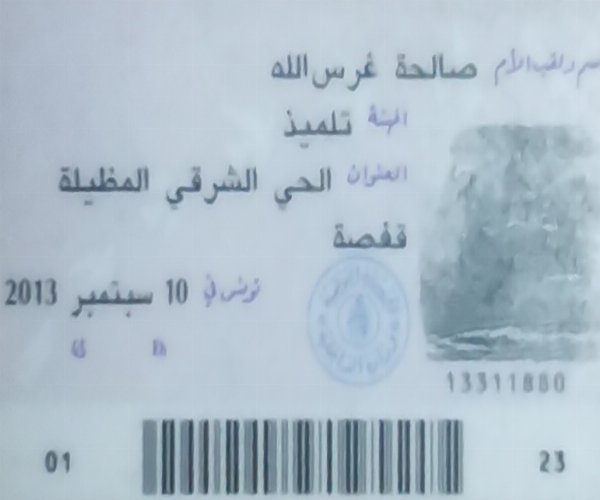 اسم ولقب الأم صالحة غرس الله
المهنة تلميذ
العنوان الحي الشرقي المظيلة
قفصة
تونس في 10 سبتمبر 2013
13311880
01 23